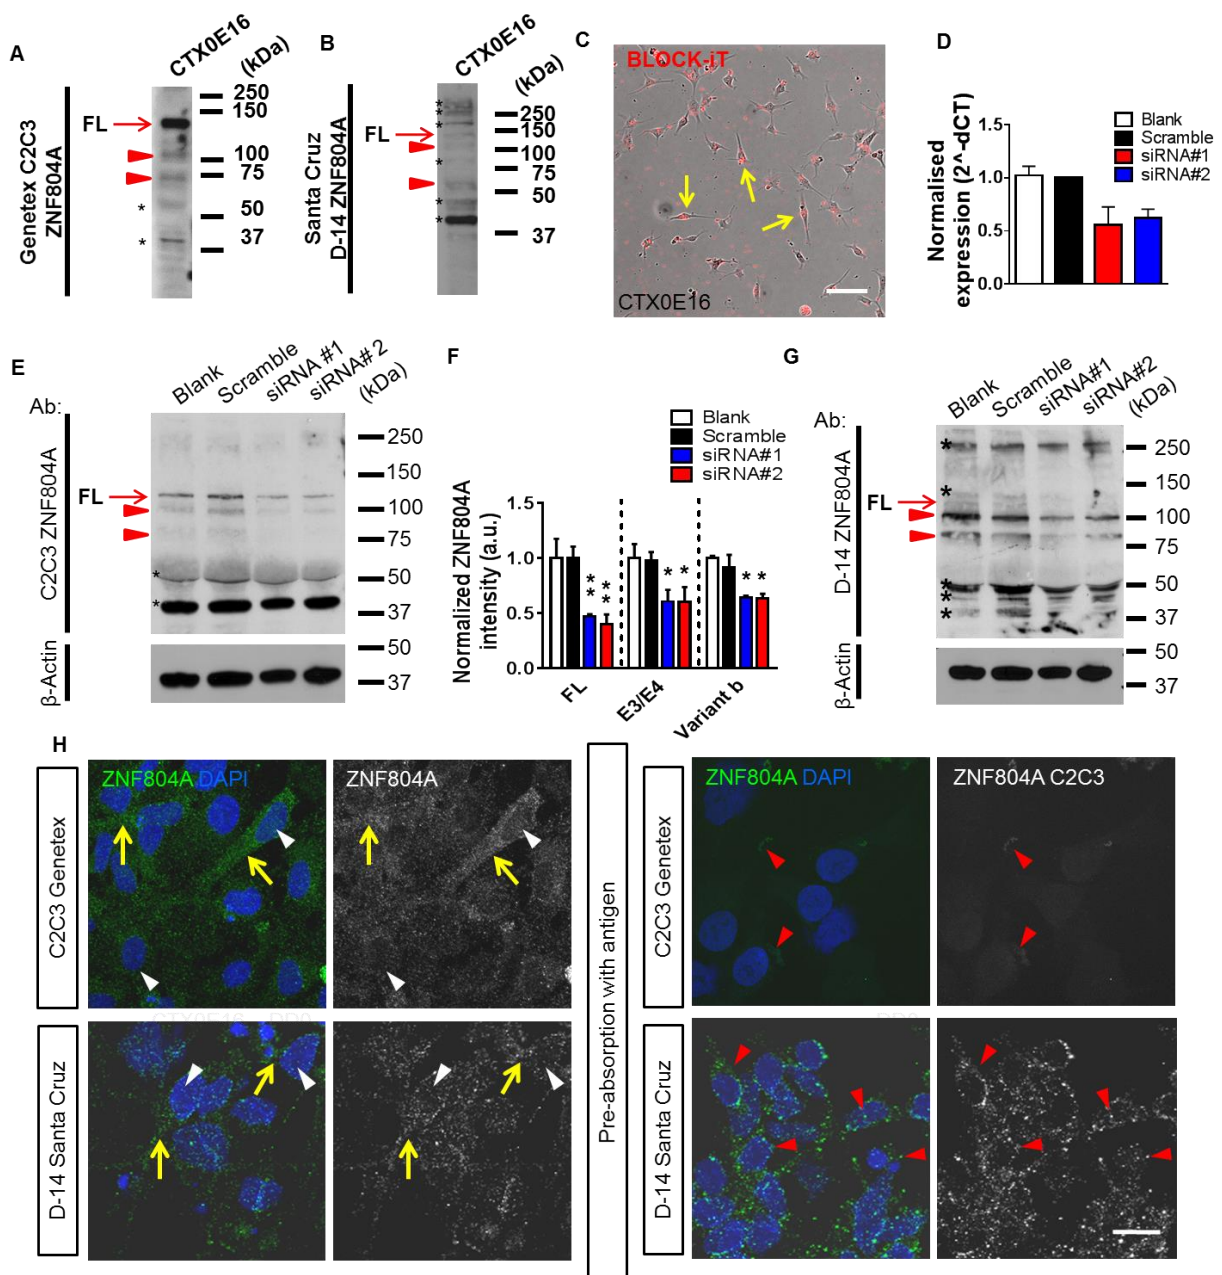 A
Genetex C2C3
ZNF804A
CTX0E16
(kDa)
FL
250
150
100
75
50
37
*
*
B
Santa Cruz
D-14 ZNF804A
CTX0E16
(kDa)
FL
250
150
100
75
50
37
*
*
*
*
*
*
C
BLOCK-iT
CTX0E16
D
Normalised
expression (2^-dCT)
1.5
1.0
0.5
0.0
Blank
Scramble
siRNA#1
siRNA#2
E
Ab:
C2C3 ZNF804A
β-Actin
Blank
Scramble
siRNA #1
siRNA# 2
(kDa)
FL
250
150
100
75
50
37
50
37
*
*
F
Blank
Scramble
siRNA#1
siRNA#2
Normalized ZNF804A
intensity (a.u.)
1.5
1.0
0.5
0.0
* *
* *
* *
* *
FL
E3/E4
Variant b
G
Ab:
D-14 ZNF804A
β-Actin
Blank
Scramble
siRNA#1
siRNA#2
(kDa)
FL
250
150
100
75
50
37
50
37
*
*
*
*
*
H
C2C3 Genetex
ZNF804A DAPI
ZNF804A
D-14 Santa Cruz
Pre-absorption with antigen
C2C3 Genetex
ZNF804A DAPI
ZNF804A C2C3
D-14 Santa Cruz